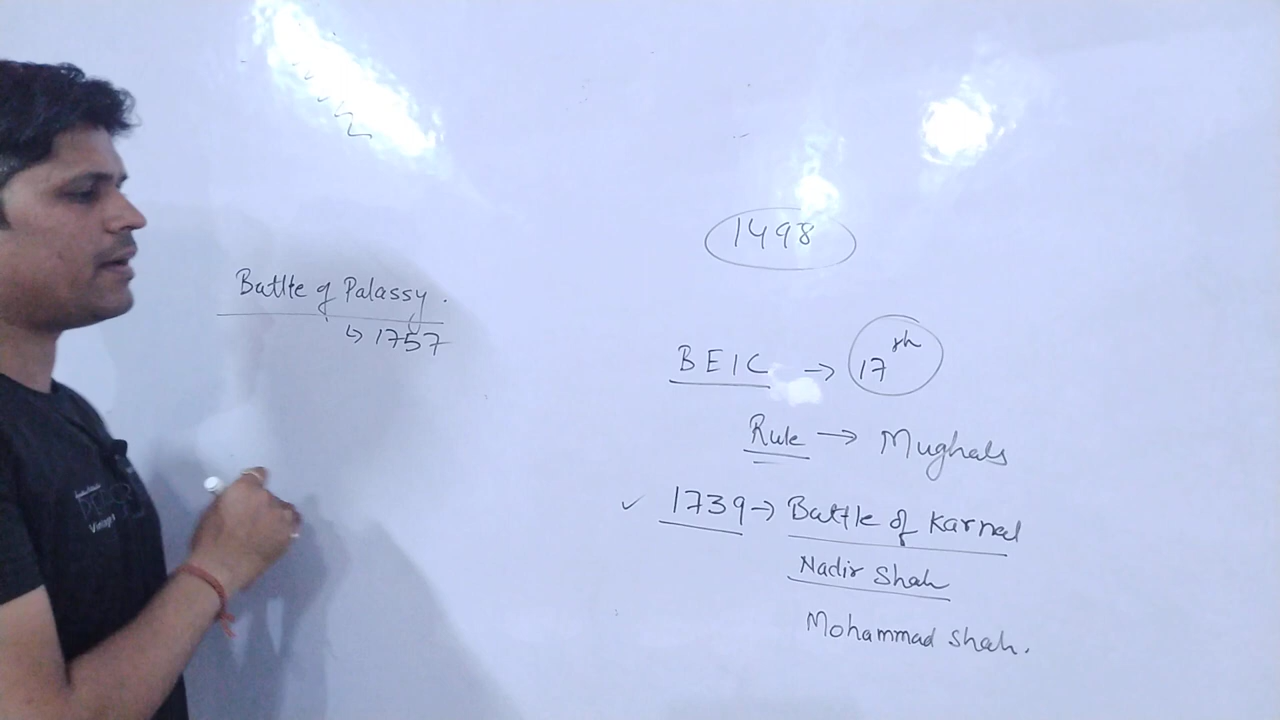 Batlte of Palassy.
↳ 1757
1498
BEIC → 17th
Rule → Mughals
✓ 1739 → Battle of Karnal
Nadir Shah
Mohammad Shah.